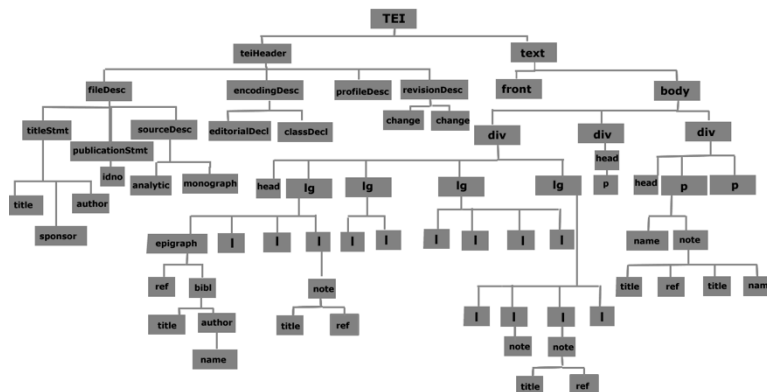 TEI
teiHeader text
fileDesc encodingDesc profileDesc revisionDesc front body
titleStmt publicationStmt sourceDesc editorialDecl classDecl change change div div div
idno analytic monograph head p
title sponsor author head lg lg lg lg head p p
epigraph l l l l l l l l l name note
ref bibl note title ref title name
title author title ref l l l l
name note note
title ref